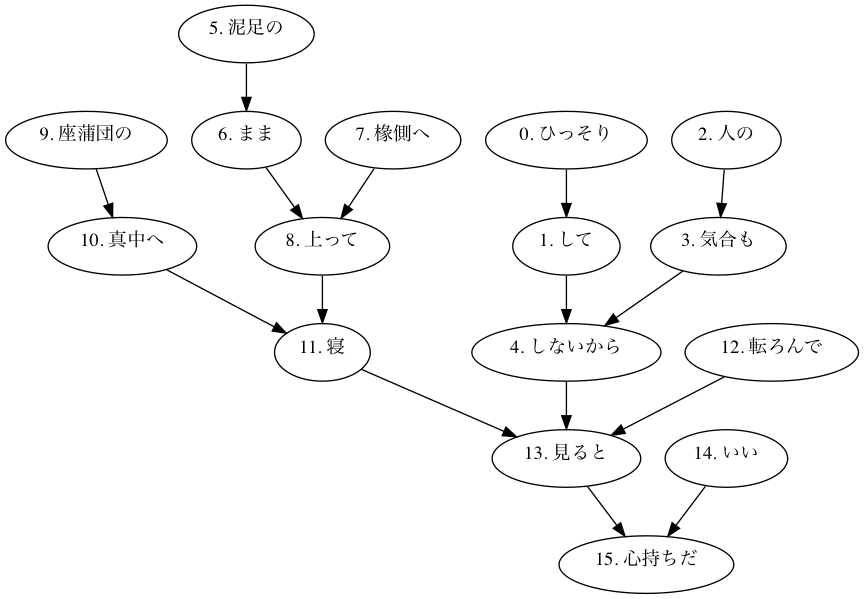 5. 泥足の
9. 座蒲団の
6. まま
7. 椽側へ
0. ひっそり
2. 人の
10. 真中へ
8. 上って
1. して
3. 気合も
11. 寝
4. しないから
12. 転ろんで
13. 見ると
14. いい
15. 心持ちだ